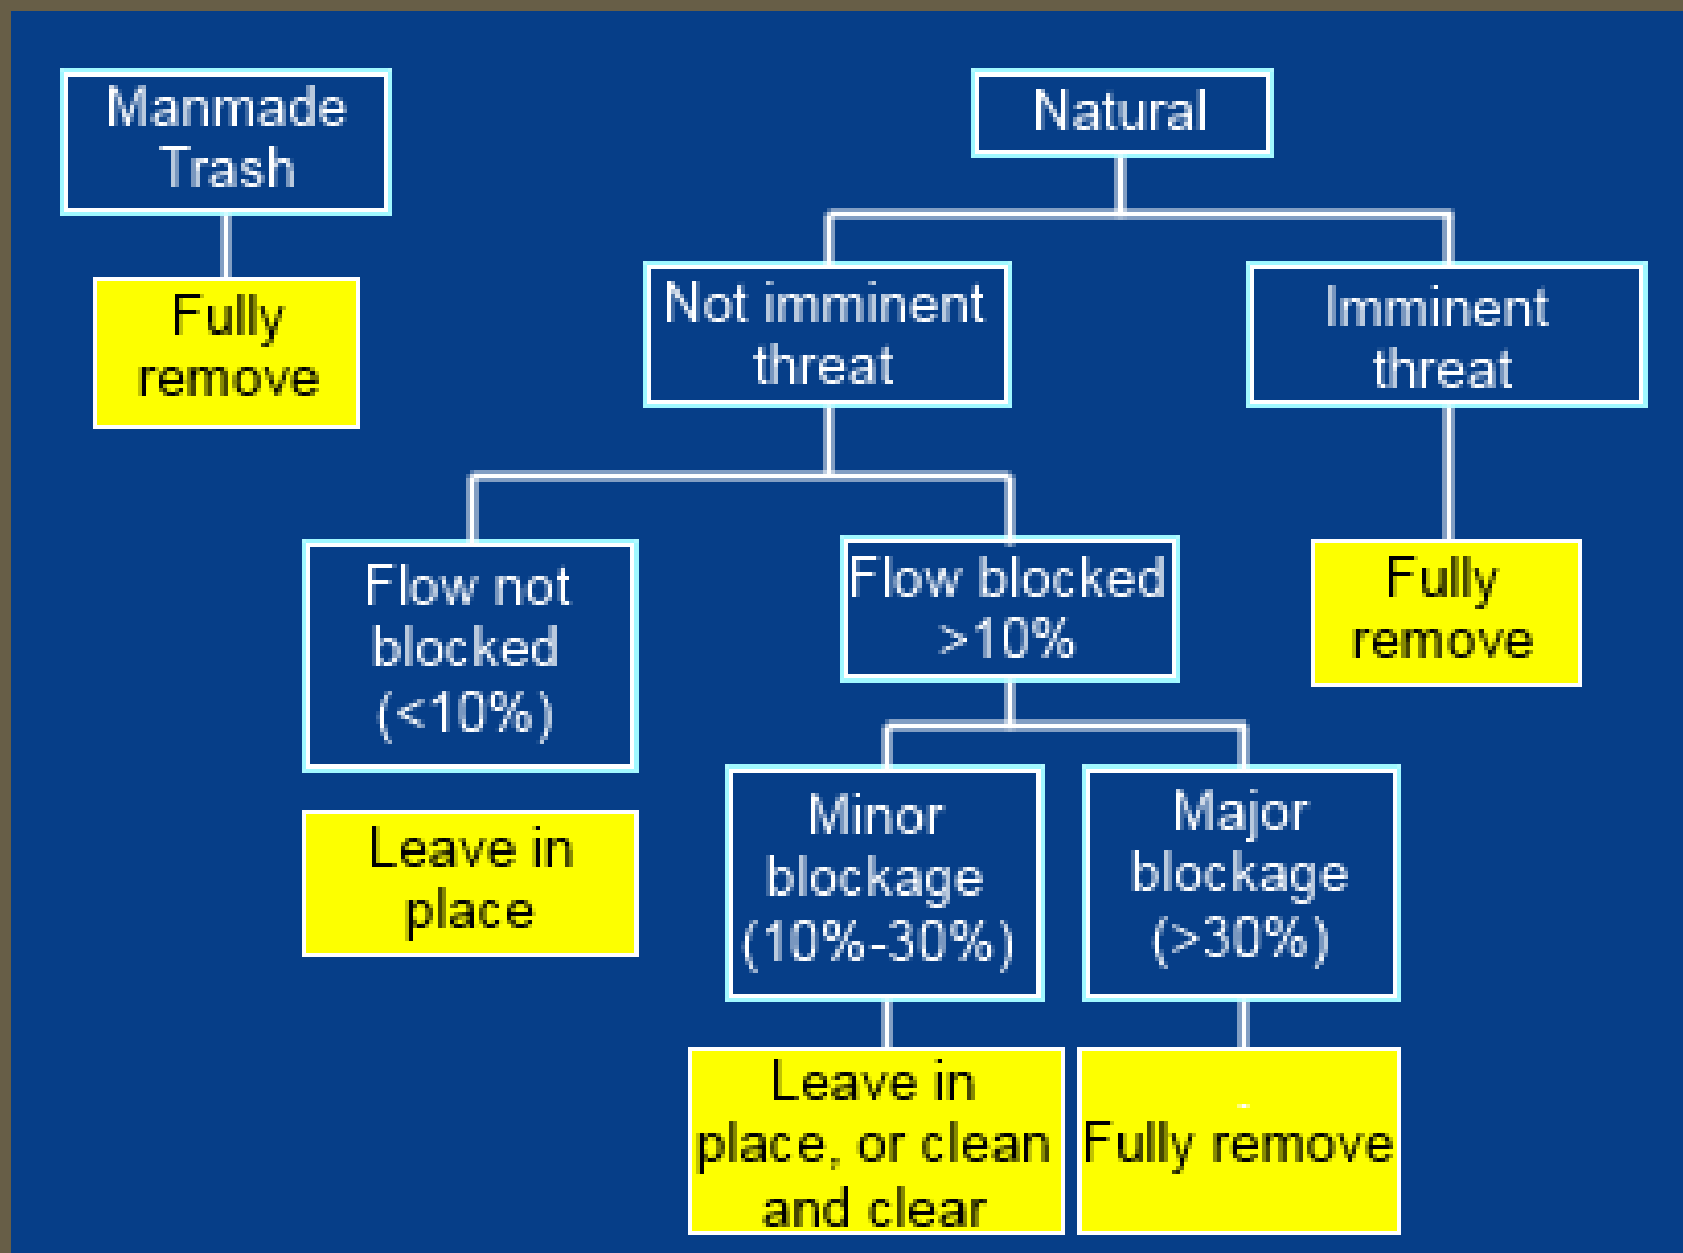 Manmade
Trash
Fully
remove
Natural
Not imminent
threat
Imminent
threat
Flow not
blocked
(<10%)
Flow blocked
>10%
Fully
remove
Leave in
place
Minor
blockage
(10%-30%)
Major
blockage
(>30%)
Leave in
place, or clean
and clear
Fully remove